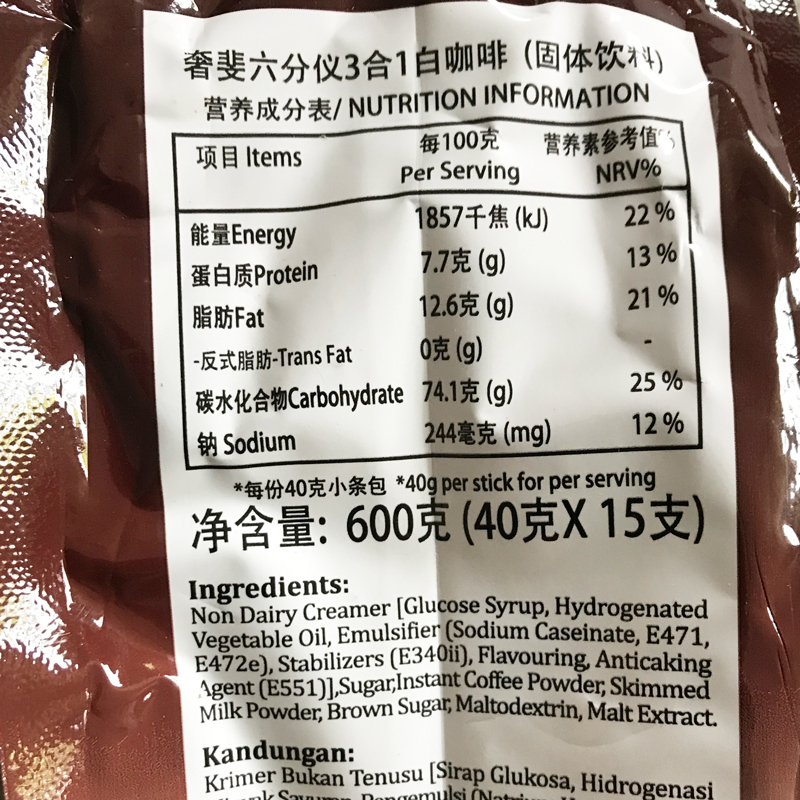 奢斐六分仪3合1白咖啡（固体饮料）
营养成分表/ NUTRITION INFORMATION
项目 Items 每100克 Per Serving 营养素参考值% NRV%
能量Energy 1857千焦 (kJ) 22 %
蛋白质Protein 7.7克 (g) 13 %
脂肪Fat 12.6克 (g) 21 %
-反式脂肪-Trans Fat 0克 (g) -
碳水化合物Carbohydrate 74.1克 (g) 25 %
钠 Sodium 244毫克 (mg) 12 %
*每份40克小条包 *40g per stick for per serving
净含量: 600克 (40克X 15支)
Ingredients:
Non Dairy Creamer [Glucose Syrup, Hydrogenated
Vegetable Oil, Emulsifier (Sodium Caseinate, E471,
E472e), Stabilizers (E340ii), Flavouring, Anticaking
Agent (E551)],Sugar,Instant Coffee Powder, Skimmed
Milk Powder, Brown Sugar, Maltodextrin, Malt Extract.
Kandungan:
Krimer Bukan Tenusu [Sirap Glukosa, Hidrogenasi